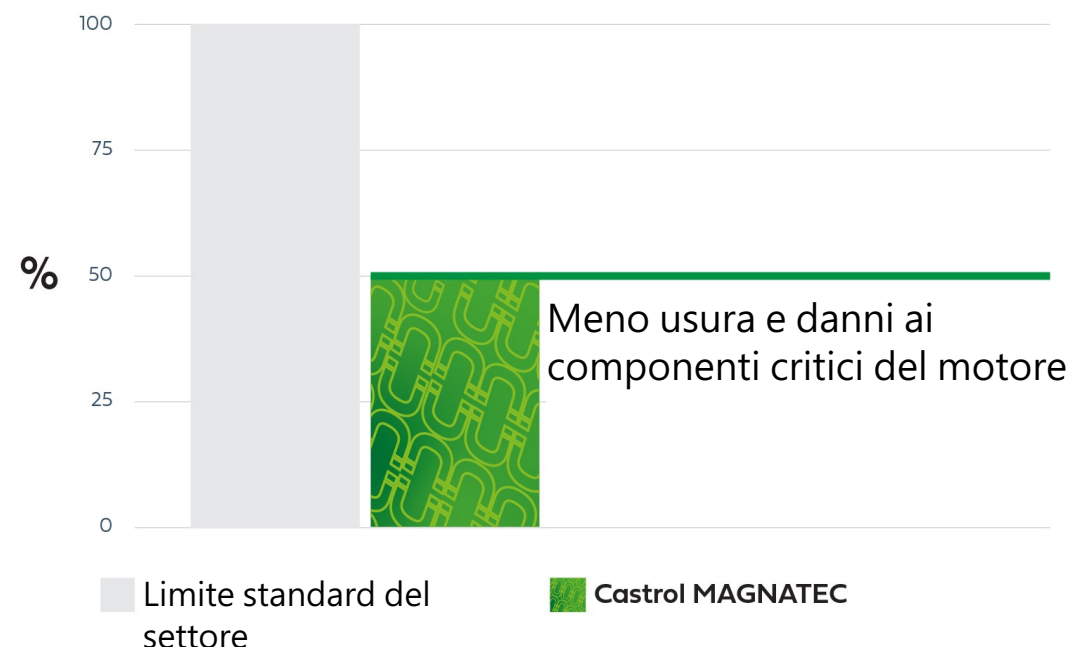 100
75
%
50
Meno usura e danni ai
componenti critici del motore
25
0
Limite standard del
settore
Castrol MAGNATEC